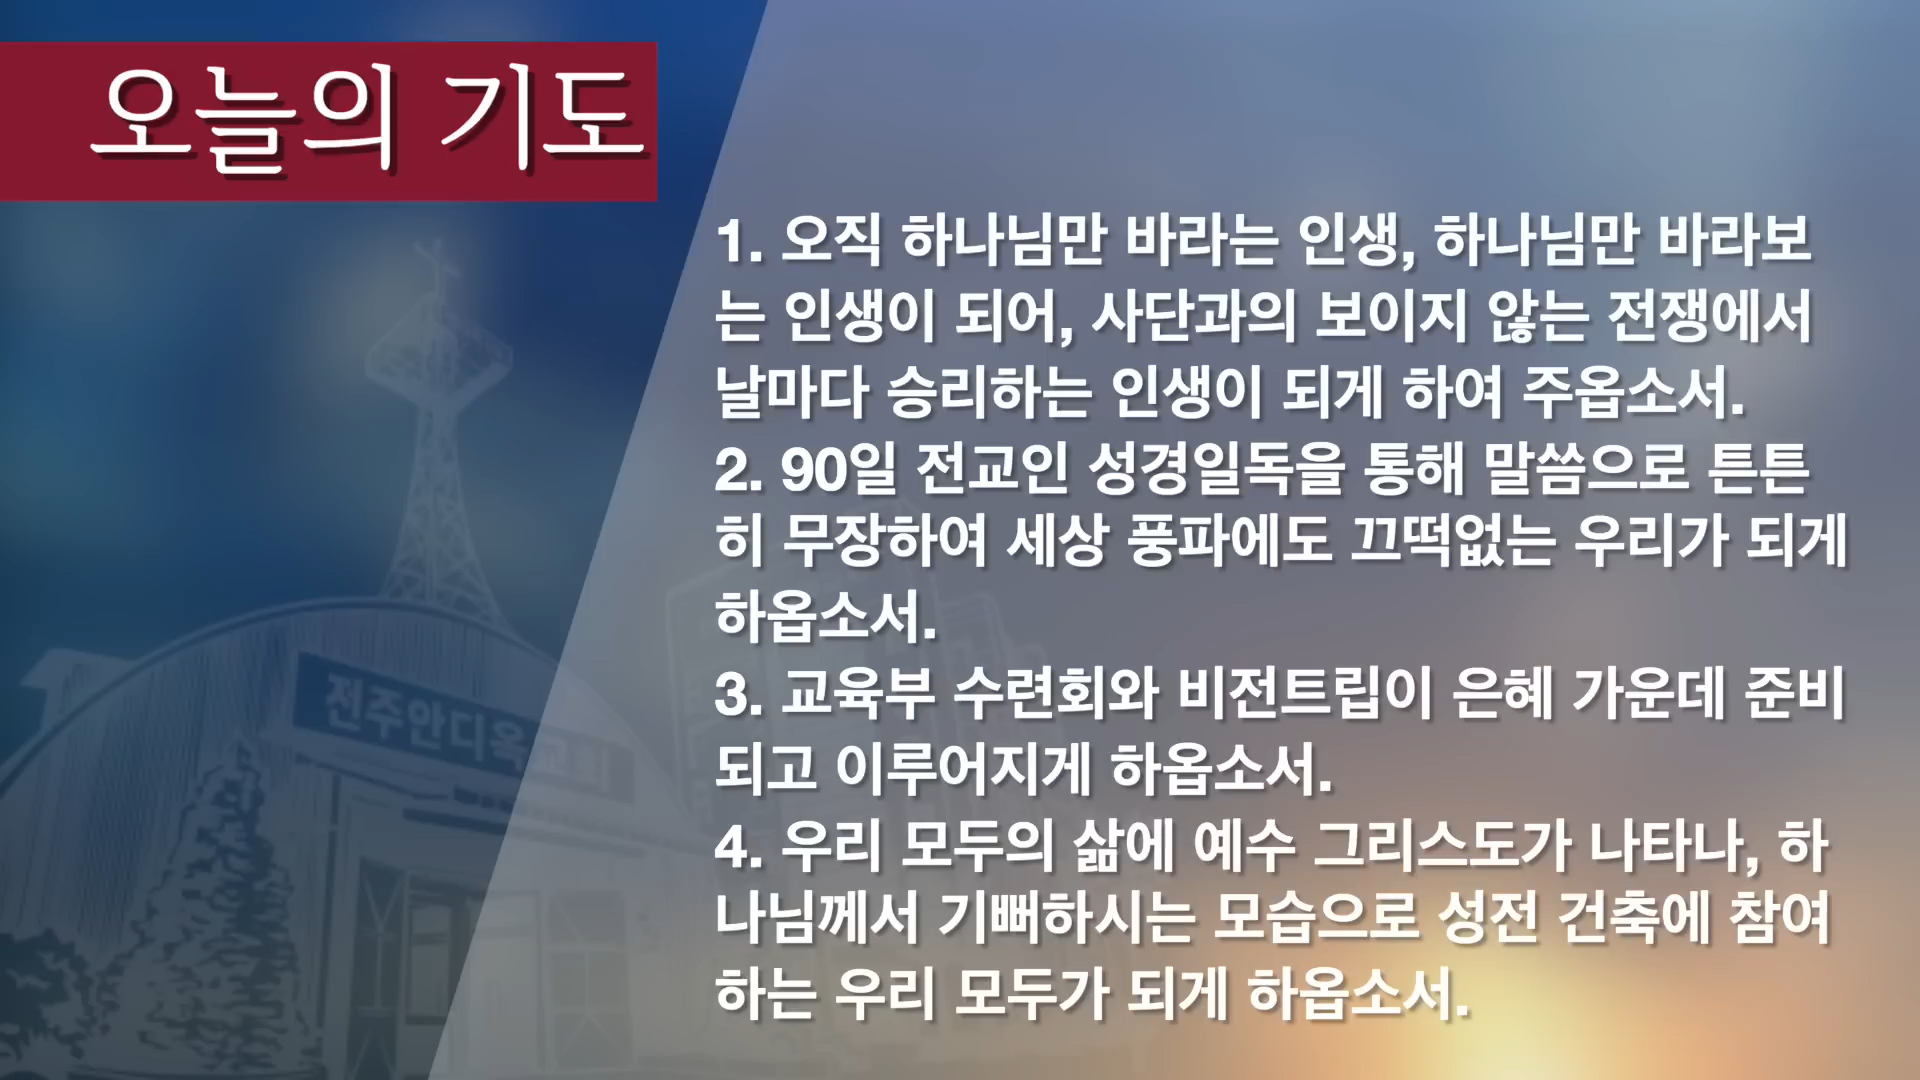 오늘의 기도
1. 오직 하나님만 바라는 인생, 하나님만 바라보
는 인생이 되어, 사단과의 보이지 않는 전쟁에서
날마다 승리하는 인생이 되게 하여 주옵소서.
2. 90일 전교인 성경일독을 통해 말씀으로 튼튼
히 무장하여 세상 풍파에도 끄떡없는 우리가 되게
하옵소서.
3. 교육부 수련회와 비전트립이 은혜 가운데 준비
되고 이루어지게 하옵소서.
4. 우리 모두의 삶에 예수 그리스도가 나타나, 하
나님께서 기뻐하시는 모습으로 성전 건축에 참여
하는 우리 모두가 되게 하옵소서.
전주안디옥교회